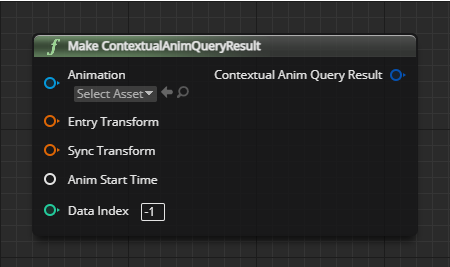 f Make ContextualAnimQueryResult
Animation Contextual Anim Query Result
Select Asset
Entry Transform
Sync Transform
Anim Start Time
Data Index -1